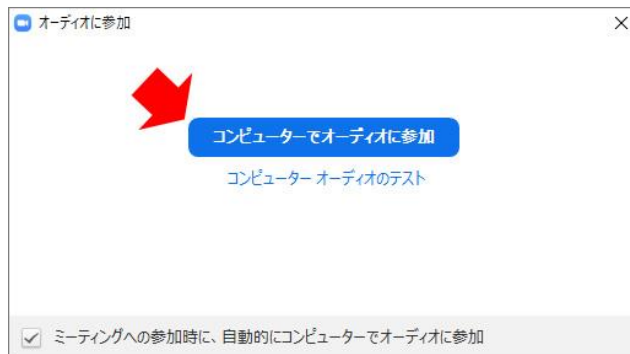 オーディオに参加
コンピューターでオーディオに参加
コンピューター オーディオのテスト
ミーティングへの参加時に、自動的にコンピューターでオーディオに参加